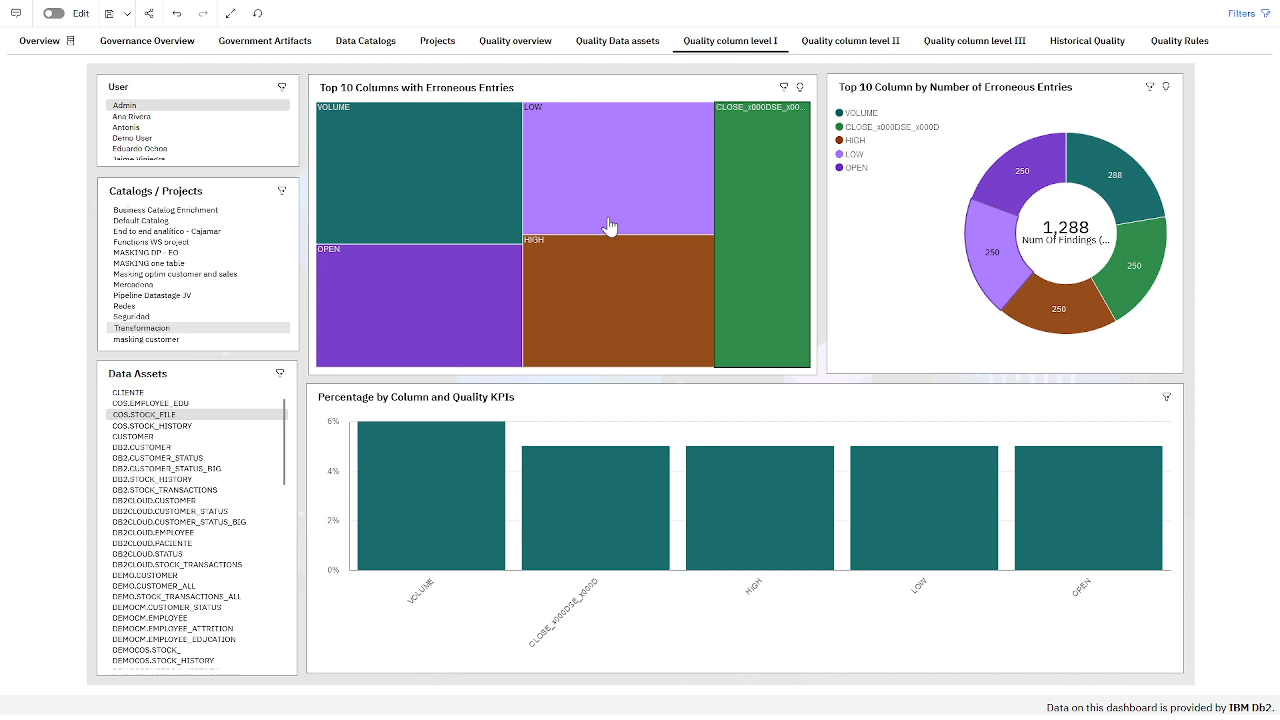 Edit
Filters
Overview
Governance Overview
Government Artifacts
Data Catalogs
Projects
Quality overview
Quality Data assets
Quality column level I
Quality column level II
Quality column level III
Historical Quality
Quality Rules
User
Admin
Ana Rivera
Antonis
Demo User
Eduardo Ochoa
Catalogs / Projects
Business Catalog Enrichment
Default Catalog
End to end analítico - Cajamar
Functions WS project
MASKING DP - EO
MASKING one table
Masking optim customer and sales
Mercadona
Pipeline Datastage JV
Redes
Seguridad
Transformacion
masking customer
Data Assets
CLIENTE
COS.EMPLOYEE_EDU
COS.STOCK_FILE
COS.STOCK_HISTORY
CUSTOMER
DB2.CUSTOMER
DB2.CUSTOMER_STATUS
DB2.CUSTOMER_STATUS_BIG
DB2.STOCK_HISTORY
DB2.STOCK_TRANSACTIONS
DB2CLOUD.CUSTOMER
DB2CLOUD.CUSTOMER_STATUS
DB2CLOUD.CUSTOMER_STATUS_BIG
DB2CLOUD.EMPLOYEE
DB2CLOUD.PACIENTE
DB2CLOUD.STATUS
DB2CLOUD.STOCK_TRANSACTIONS
DEMO.CUSTOMER
DEMO.CUSTOMER_ALL
DEMO.STOCK_TRANSACTIONS_ALL
DEMOCM.CUSTOMER_STATUS
DEMOCM.EMPLOYEE
DEMOCM.EMPLOYEE_ATTRITION
DEMOCM.EMPLOYEE_EDUCATION
DEMOCOS.STOCK_
DEMOCOS.STOCK_HISTORY
Top 10 Columns with Erroneous Entries
VOLUME
LOW
CLOSE_x000DSE_x00...
OPEN
HIGH
Top 10 Column by Number of Erroneous Entries
VOLUME
CLOSE_x000DSE_x000D
HIGH
LOW
OPEN
250
288
1,288
Num Of Findings (...
250
250
250
Percentage by Column and Quality KPIs
6%
4%
2%
0%
VOLUME
CLOSE_x000DSE_x000D
HIGH
LOW
OPEN
Data on this dashboard is provided by IBM Db2.